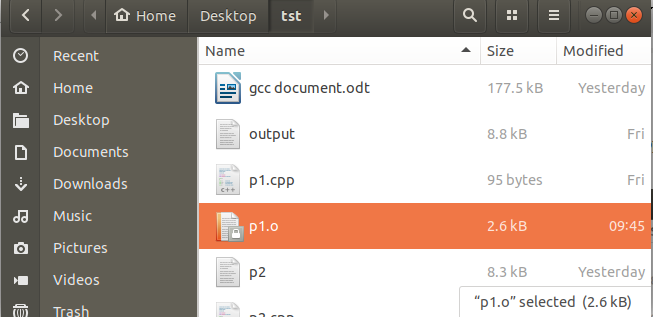 Home Desktop tst
Recent
Home
Desktop
Documents
Downloads
Music
Pictures
Videos
Trash
Name Size Modified
gcc document.odt 177.5 kB Yesterday
output 8.8 kB Fri
p1.cpp 95 bytes Fri
p1.o 2.6 kB 09:45
p2 8.3 kB Yesterday
p2.cpp
“p1.o” selected (2.6 kB)